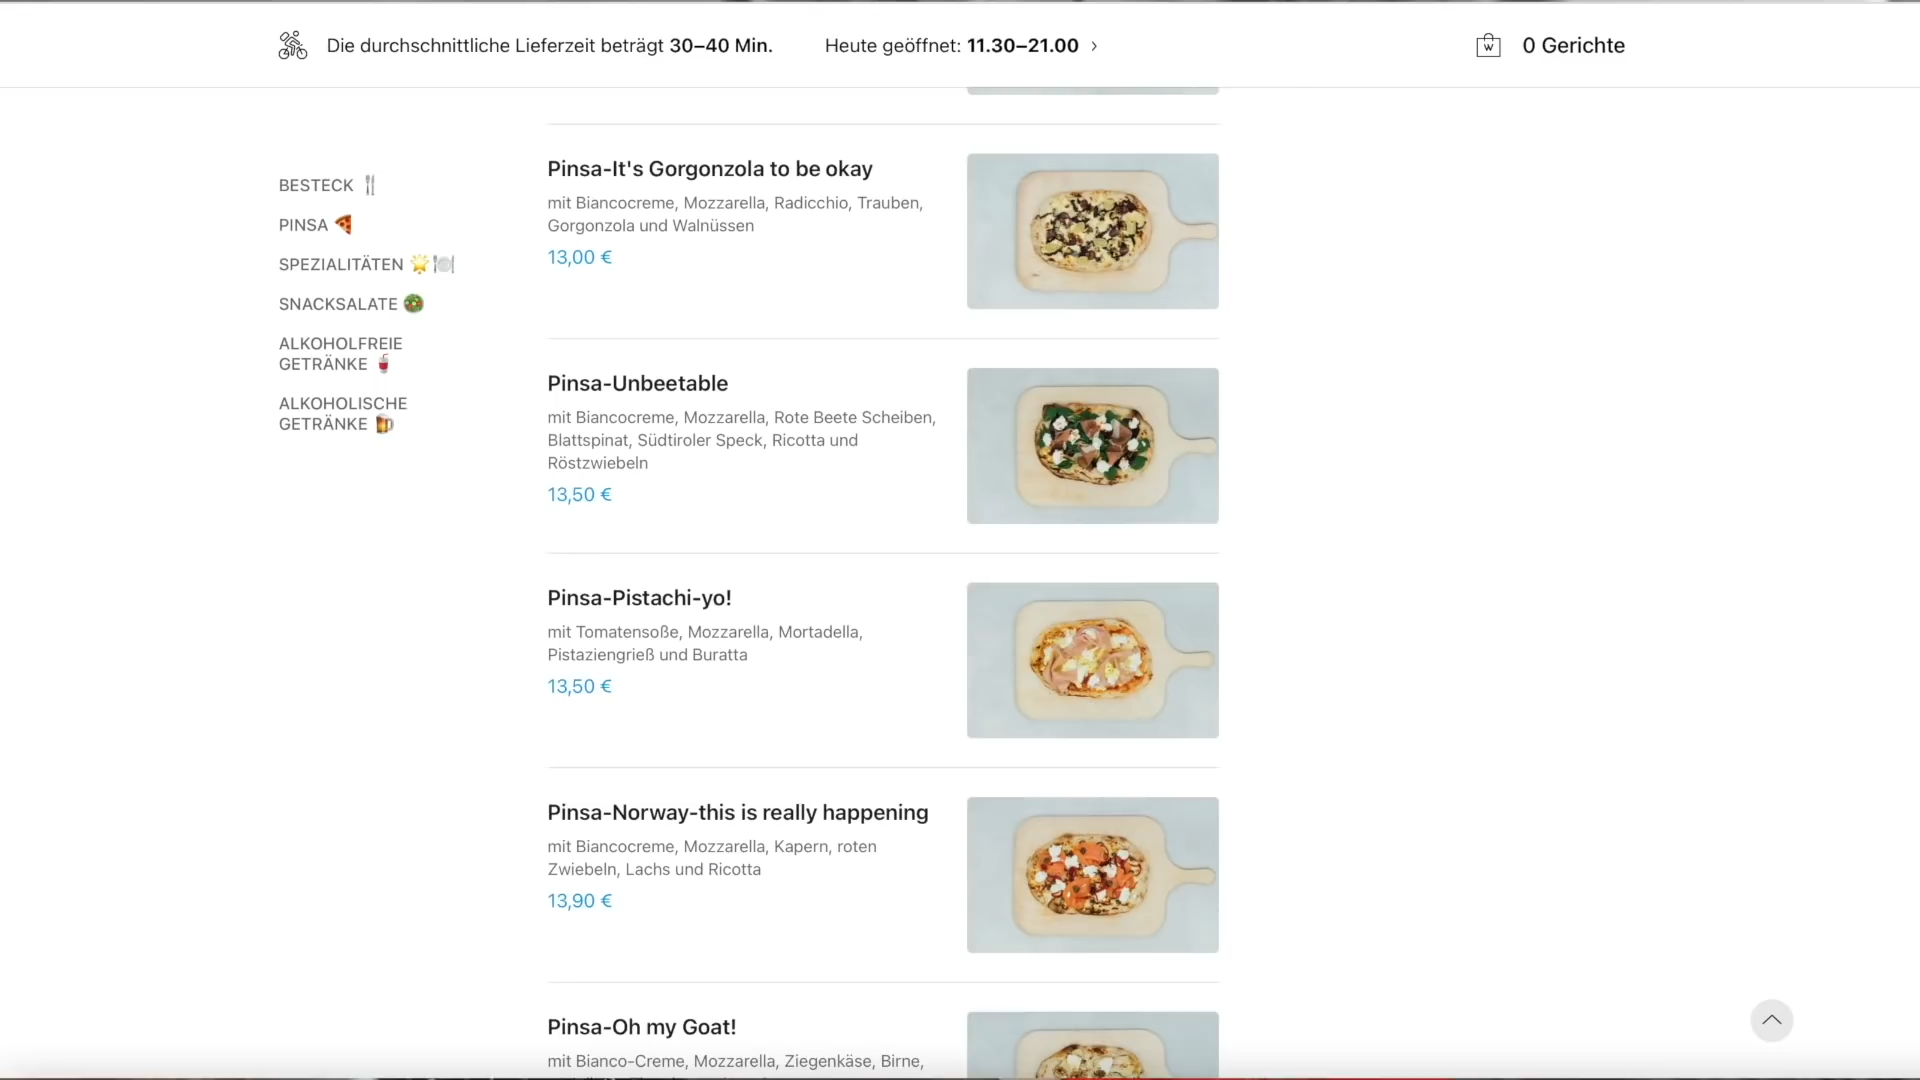 Die durchschnittliche Lieferzeit beträgt 30–40 Min.
Heute geöffnet: 11.30–21.00
W
0 Gerichte
BESTECK
PINSA
SPEZIALITÄTEN
SNACKSALATE
ALKOHOLFREIE
GETRÄNKE
ALKOHOLISCHE
GETRÄNKE
Pinsa-It's Gorgonzola to be okay
mit Biancocreme, Mozzarella, Radicchio, Trauben,
Gorgonzola und Walnüssen
13,00 €
Pinsa-Unbeetable
mit Biancocreme, Mozzarella, Rote Beete Scheiben,
Blattspinat, Südtiroler Speck, Ricotta und
Röstzwiebeln
13,50 €
Pinsa-Pistachi-yo!
mit Tomatensoße, Mozzarella, Mortadella,
Pistaziengrieß und Buratta
13,50 €
Pinsa-Norway-this is really happening
mit Biancocreme, Mozzarella, Kapern, roten
Zwiebeln, Lachs und Ricotta
13,90 €
Pinsa-Oh my Goat!
mit Bianco-Creme, Mozzarella, Ziegenkäse, Birne,